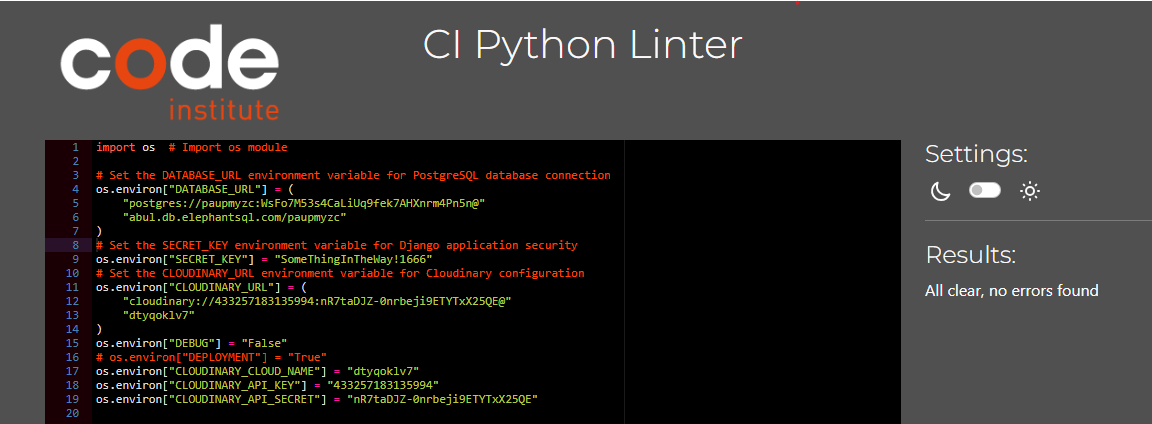 code
institute
CI Python Linter
1 import os  # Import os module
2
3 # Set the DATABASE_URL environment variable for PostgreSQL database connection
4 os.environ["DATABASE_URL"] = (
5     "postgres://paupmyzc:WsFo7M53s4CaLiUq9fek7AHXnrm4Pn5n@"
6     "abul.db.elephantsql.com/paupmyzc"
7 )
8 # Set the SECRET_KEY environment variable for Django application security
9 os.environ["SECRET_KEY"] = "SomeThingInTheWay!1666"
10 # Set the CLOUDINARY_URL environment variable for Cloudinary configuration
11 os.environ["CLOUDINARY_URL"] = (
12     "cloudinary://433257183135994:nR7taDJZ-0nrbeji9ETYTxX25QE@"
13     "dtyqoklv7"
14 )
15 os.environ["DEBUG"] = "False"
16 # os.environ["DEPLOYMENT"] = "True"
17 os.environ["CLOUDINARY_CLOUD_NAME"] = "dtyqoklv7"
18 os.environ["CLOUDINARY_API_KEY"] = "433257183135994"
19 os.environ["CLOUDINARY_API_SECRET"] = "nR7taDJZ-0nrbeji9ETYTxX25QE"
20
Settings:
Results:
All clear, no errors found